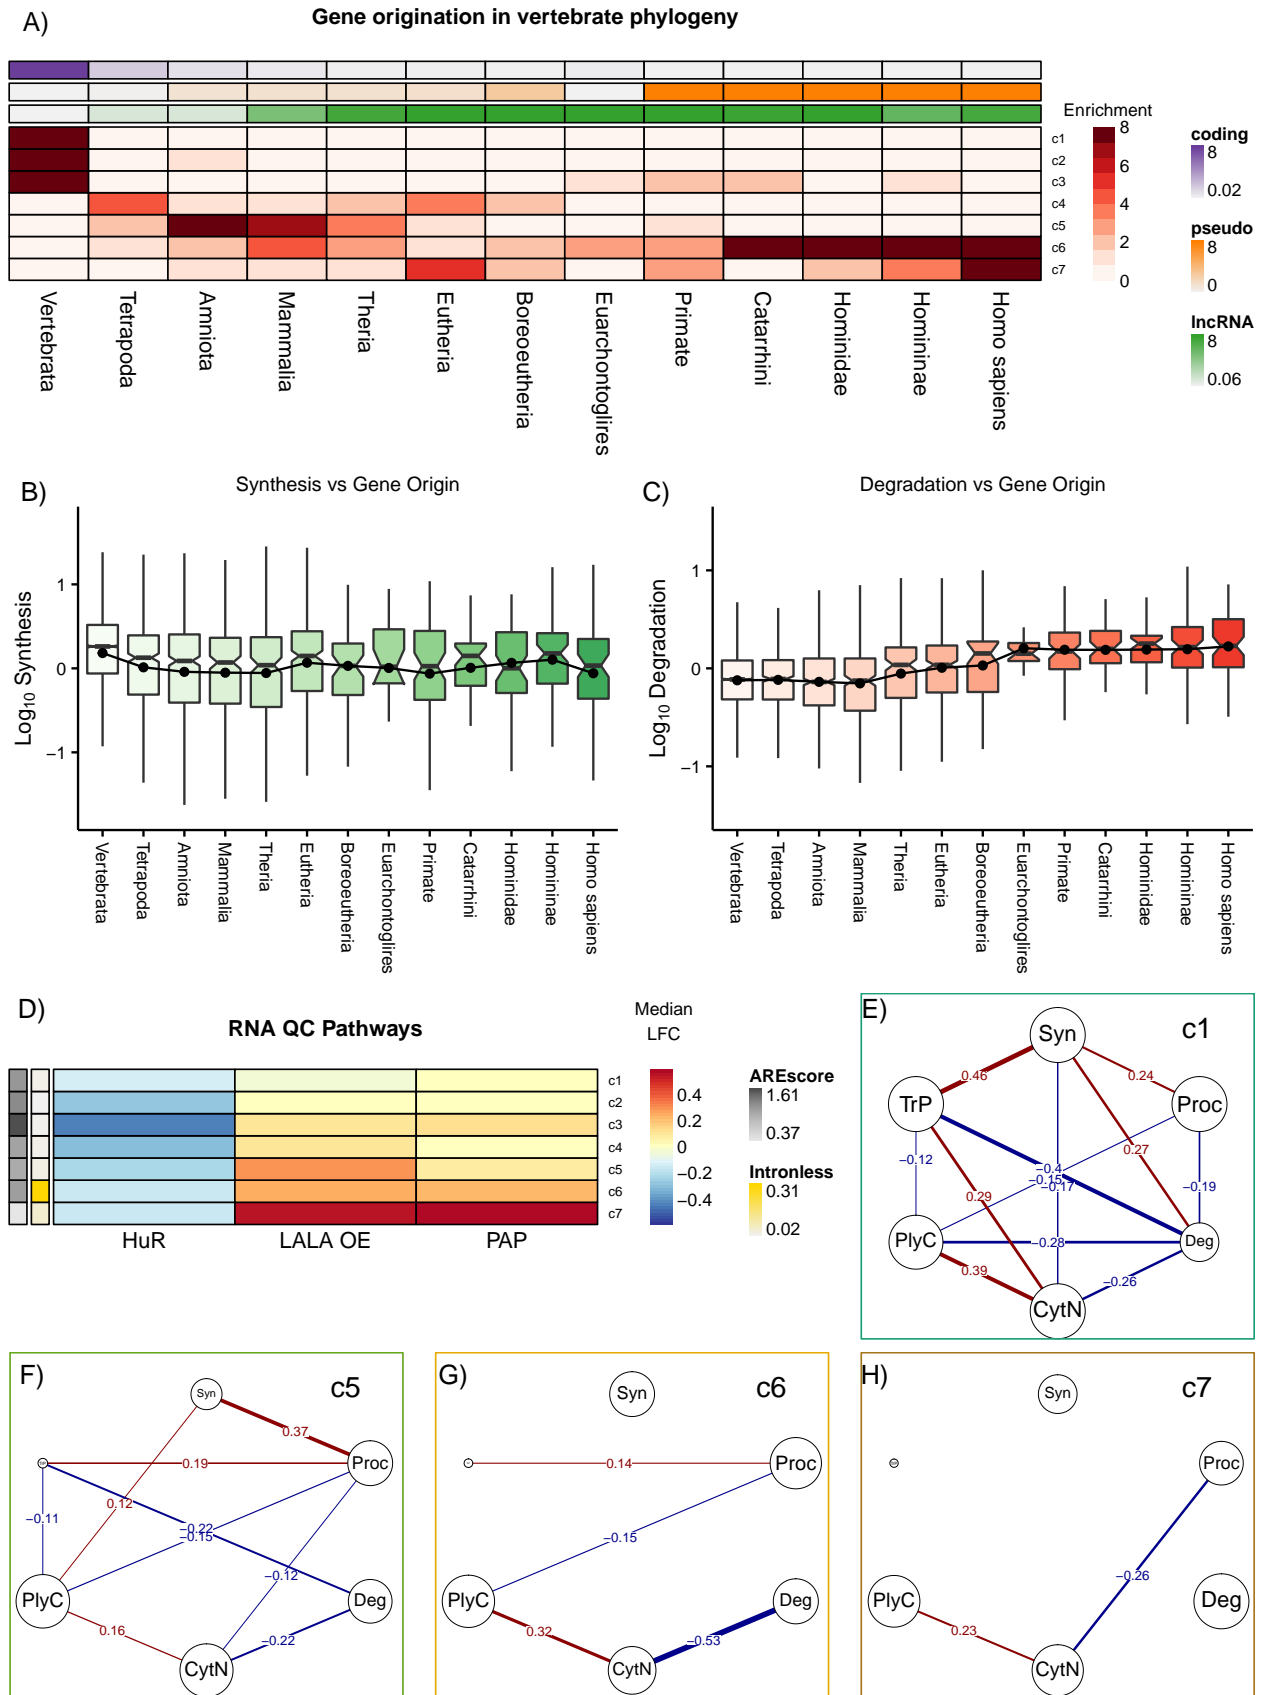 A)
Gene origination in vertebrate phylogeny
Enrichment
8
6
4
2
0
coding
8
0.02
pseudo
8
0
lncRNA
8
0.06
c1
c2
c3
c4
c5
c6
c7
Vertebrata
Tetrapoda
Amniota
Mammalia
Theria
Eutheria
Boreoeutheria
Euarchontoglires
Primate
Catarrhini
Hominidae
Homininae
Homo sapiens
B)
Synthesis vs Gene Origin
Log10 Synthesis
1
0
−1
Vertebrata
Tetrapoda
Amniota
Mammalia
Theria
Eutheria
Boreoeutheria
Euarchontoglires
Primate
Catarrhini
Hominidae
Homininae
Homo sapiens
C)
Degradation vs Gene Origin
Log10 Degradation
1
0
−1
Vertebrata
Tetrapoda
Amniota
Mammalia
Theria
Eutheria
Boreoeutheria
Euarchontoglires
Primate
Catarrhini
Hominidae
Homininae
Homo sapiens
D)
RNA QC Pathways
c1
c2
c3
c4
c5
c6
c7
HuR
LALA OE
PAP
Median
LFC
0.4
0.2
0
−0.2
−0.4
AREscore
1.61
0.37
Intronless
0.31
0.02
E)
c1
Syn
TrP
Proc
PlyC
Deg
CytN
0.46
0.24
−0.12
−0.4
−0.15
−0.17
0.27
−0.19
0.29
−0.28
0.39
−0.26
F)
c5
Syn
Proc
PlyC
Deg
CytN
0.37
0.19
0.12
−0.11
−0.22
−0.15
−0.12
0.16
−0.22
G)
c6
Syn
Proc
PlyC
Deg
CytN
0.14
−0.15
0.32
−0.53
H)
c7
Syn
Proc
PlyC
Deg
CytN
−0.26
0.23